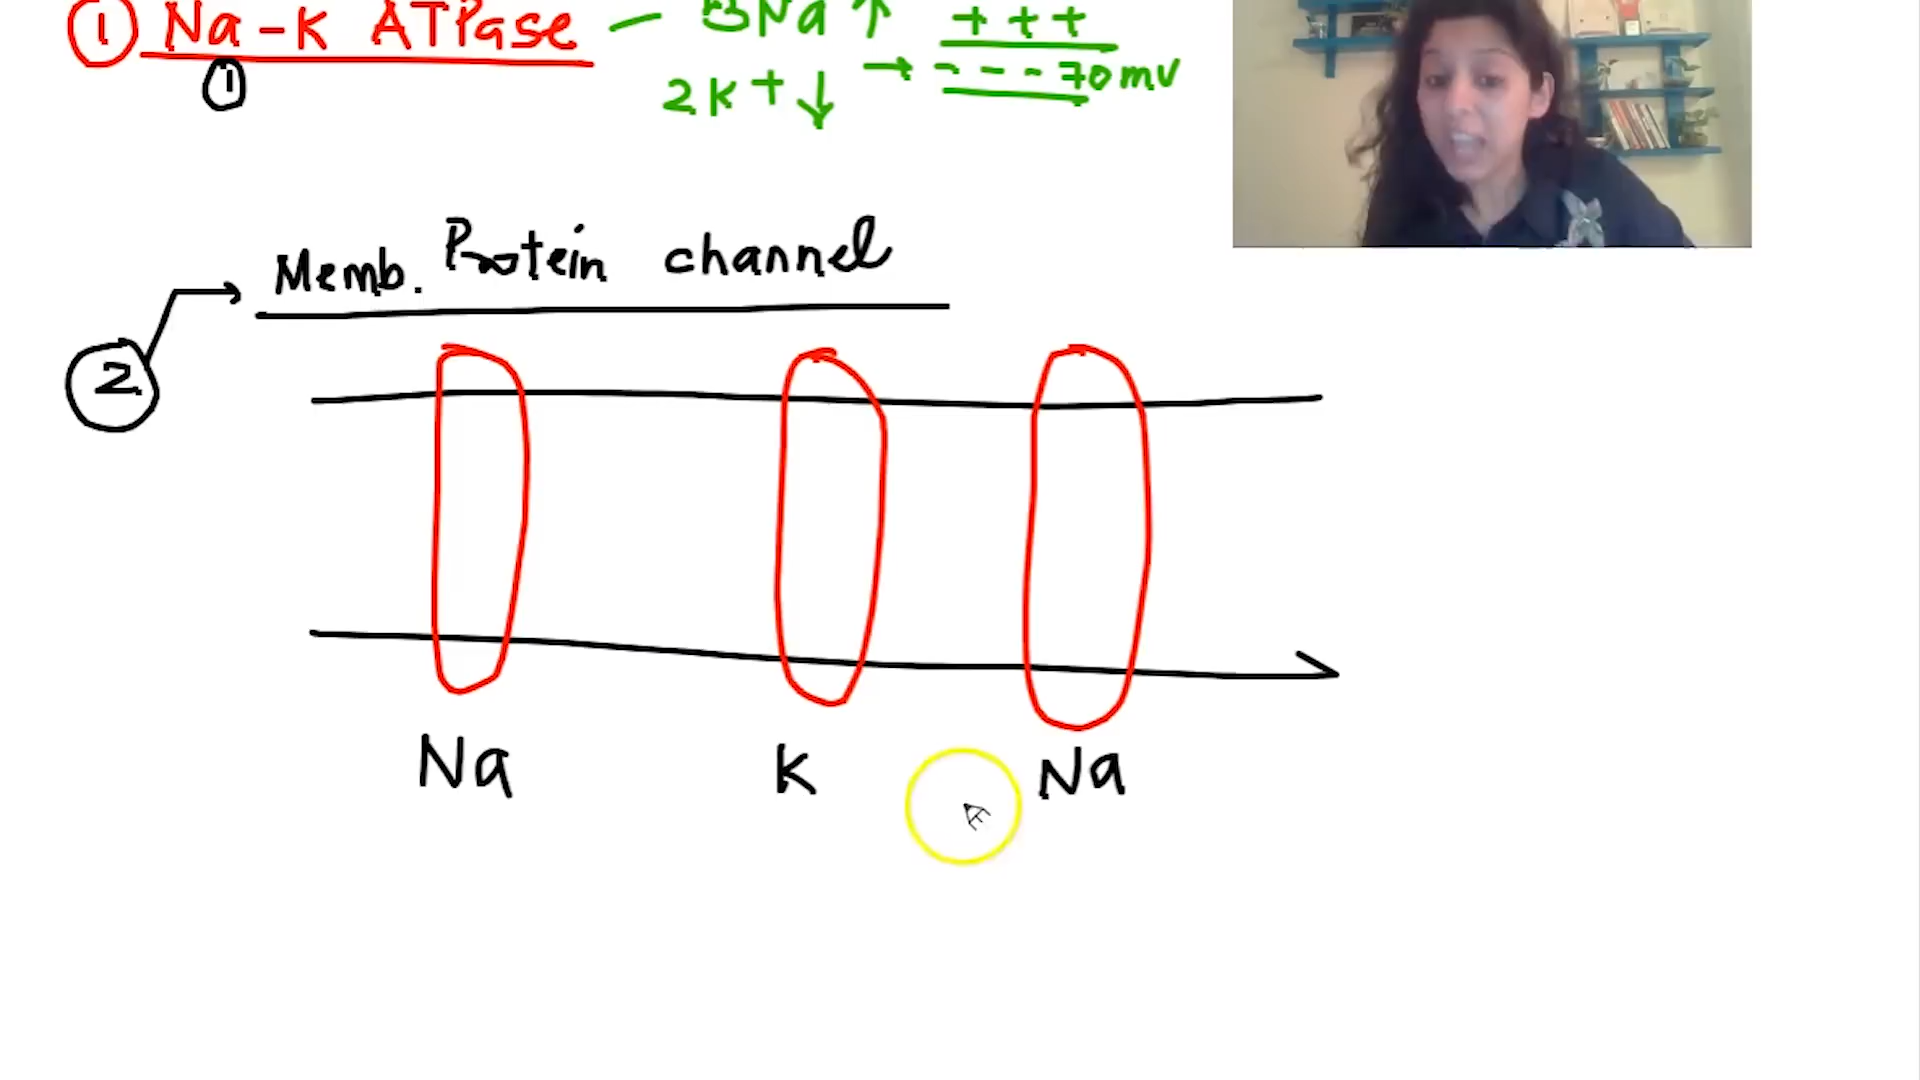 ① Na-K ATPase — 3Na ↑ + + +
①
2K+ ↓ → - - - 70mV
Memb. Protein channel
②
Na K Na